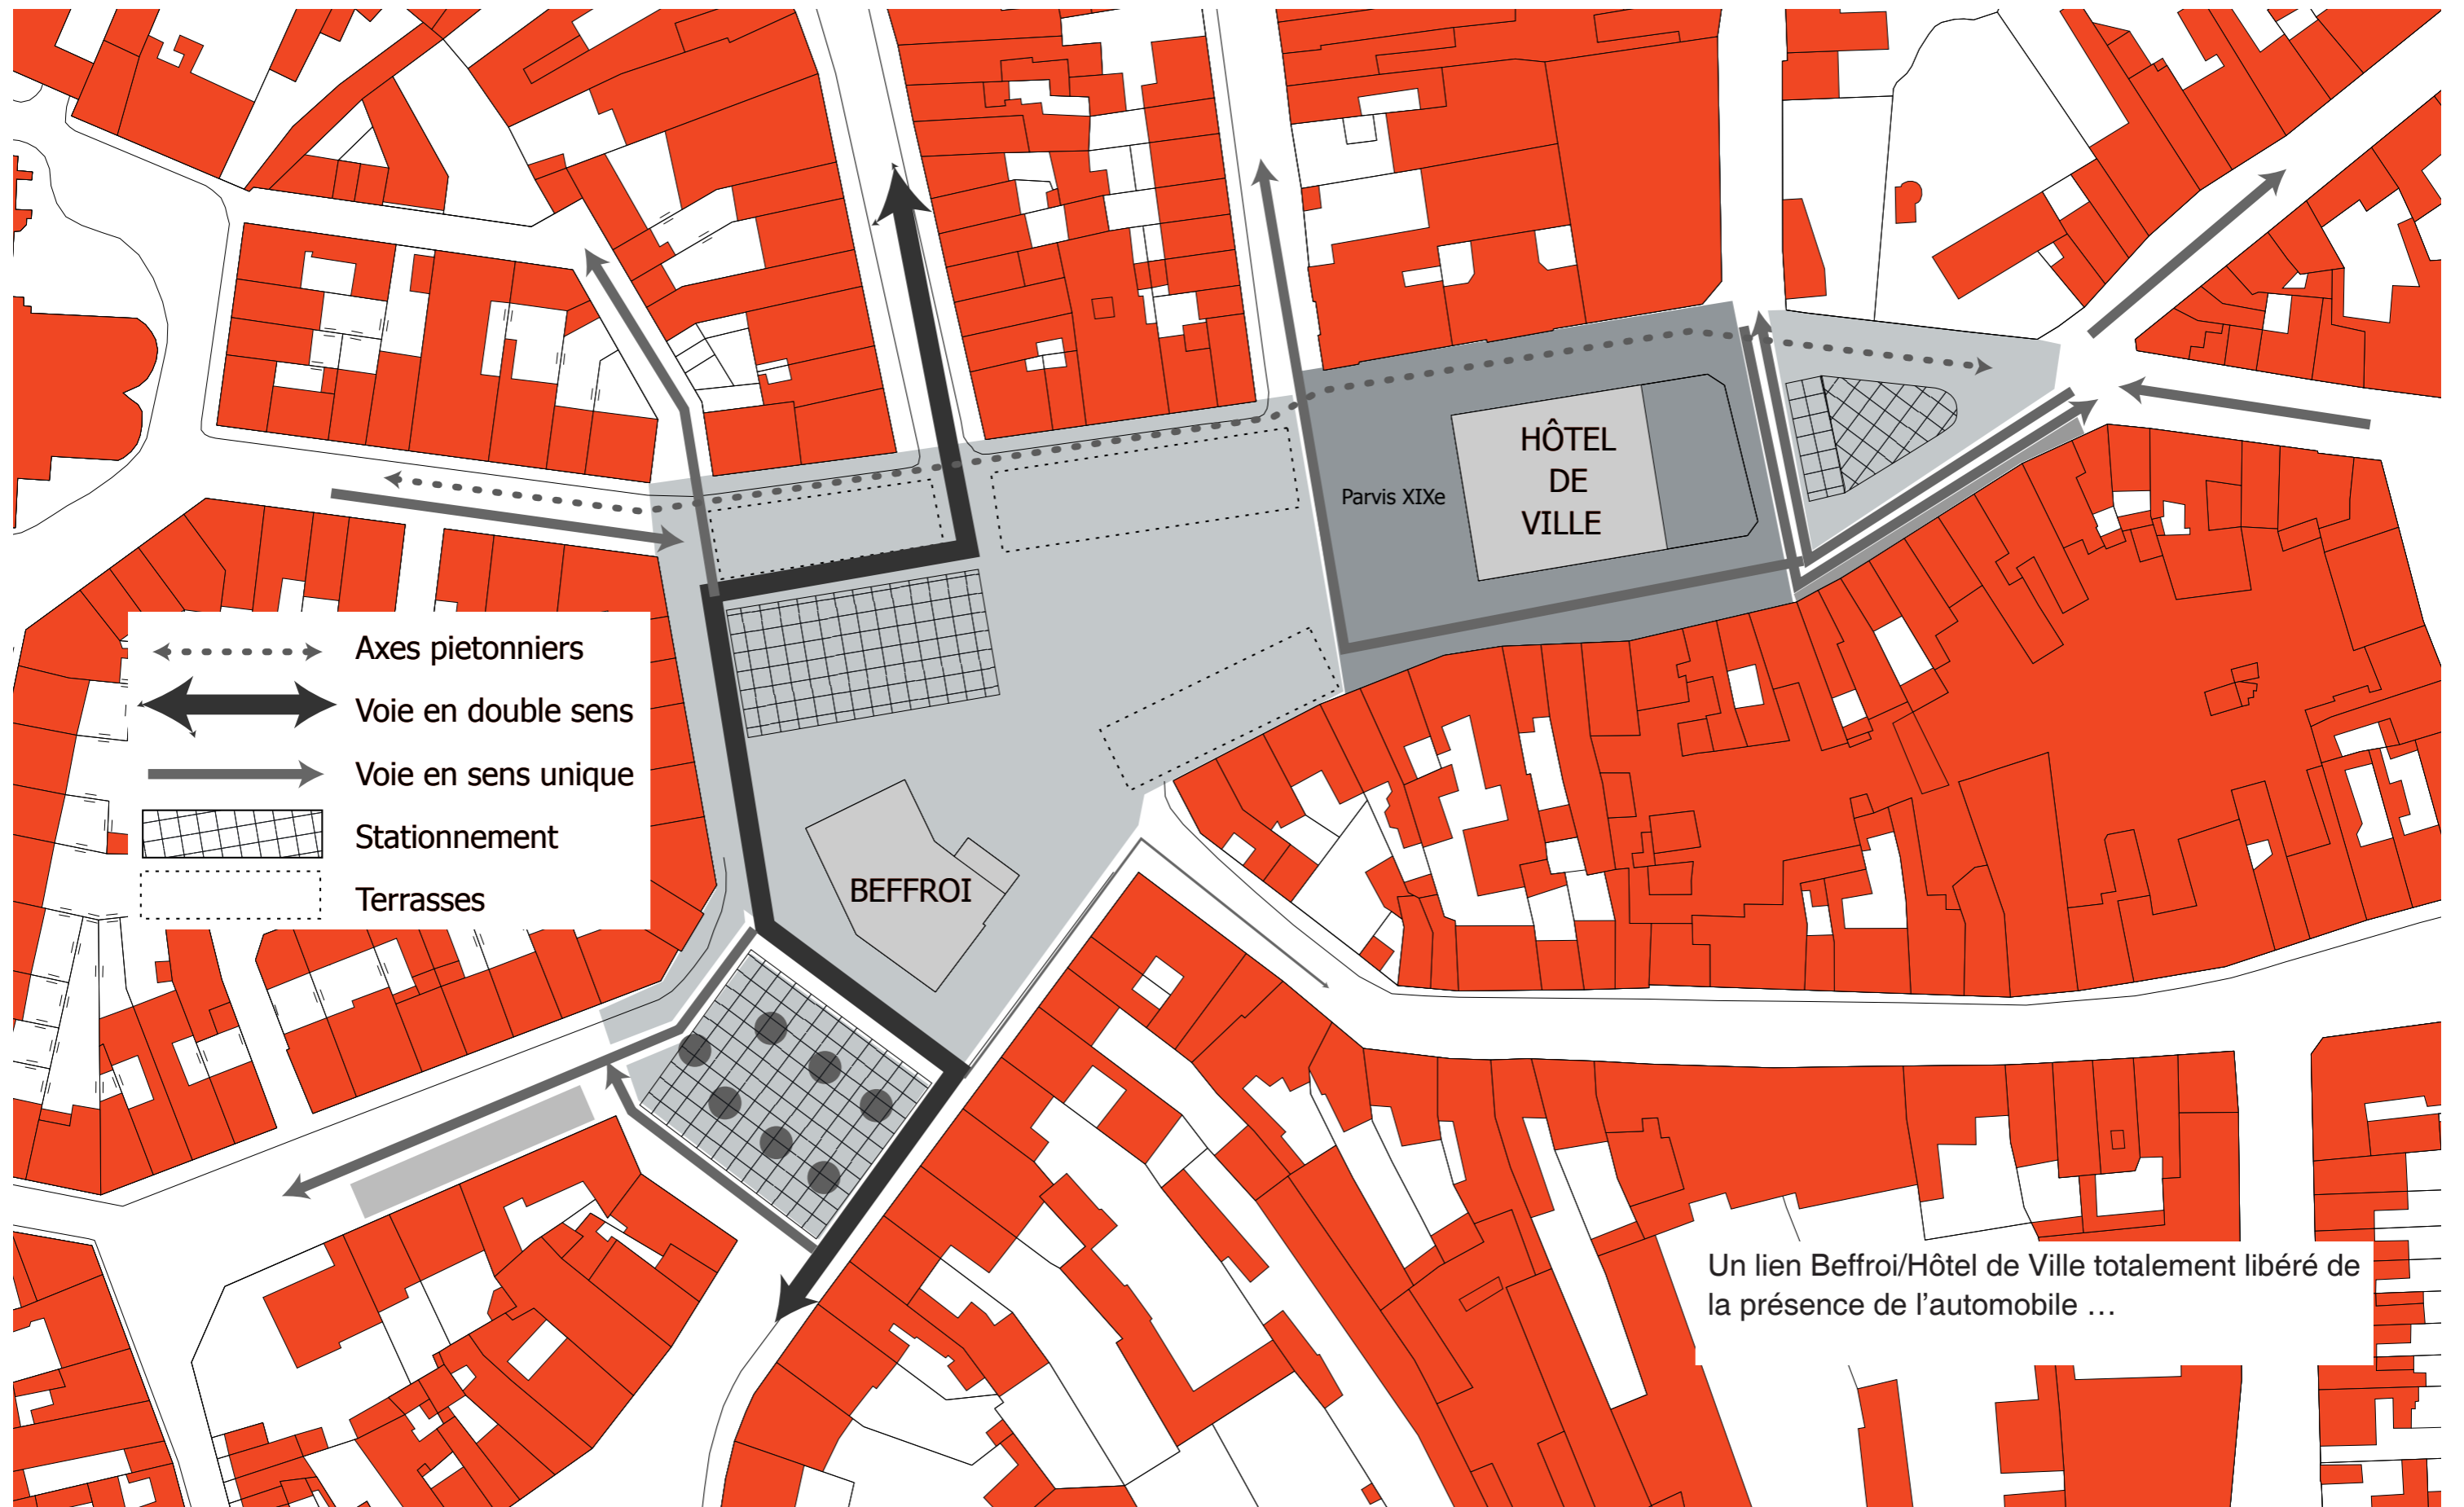 HÔTEL
DE
VILLE
Parvis XIXe
Axes pietonniers
Voie en double sens
Voie en sens unique
Stationnement
Terrasses
BEFFROI
Un lien Beffroi/Hôtel de Ville totalement libéré de
la présence de l’automobile …